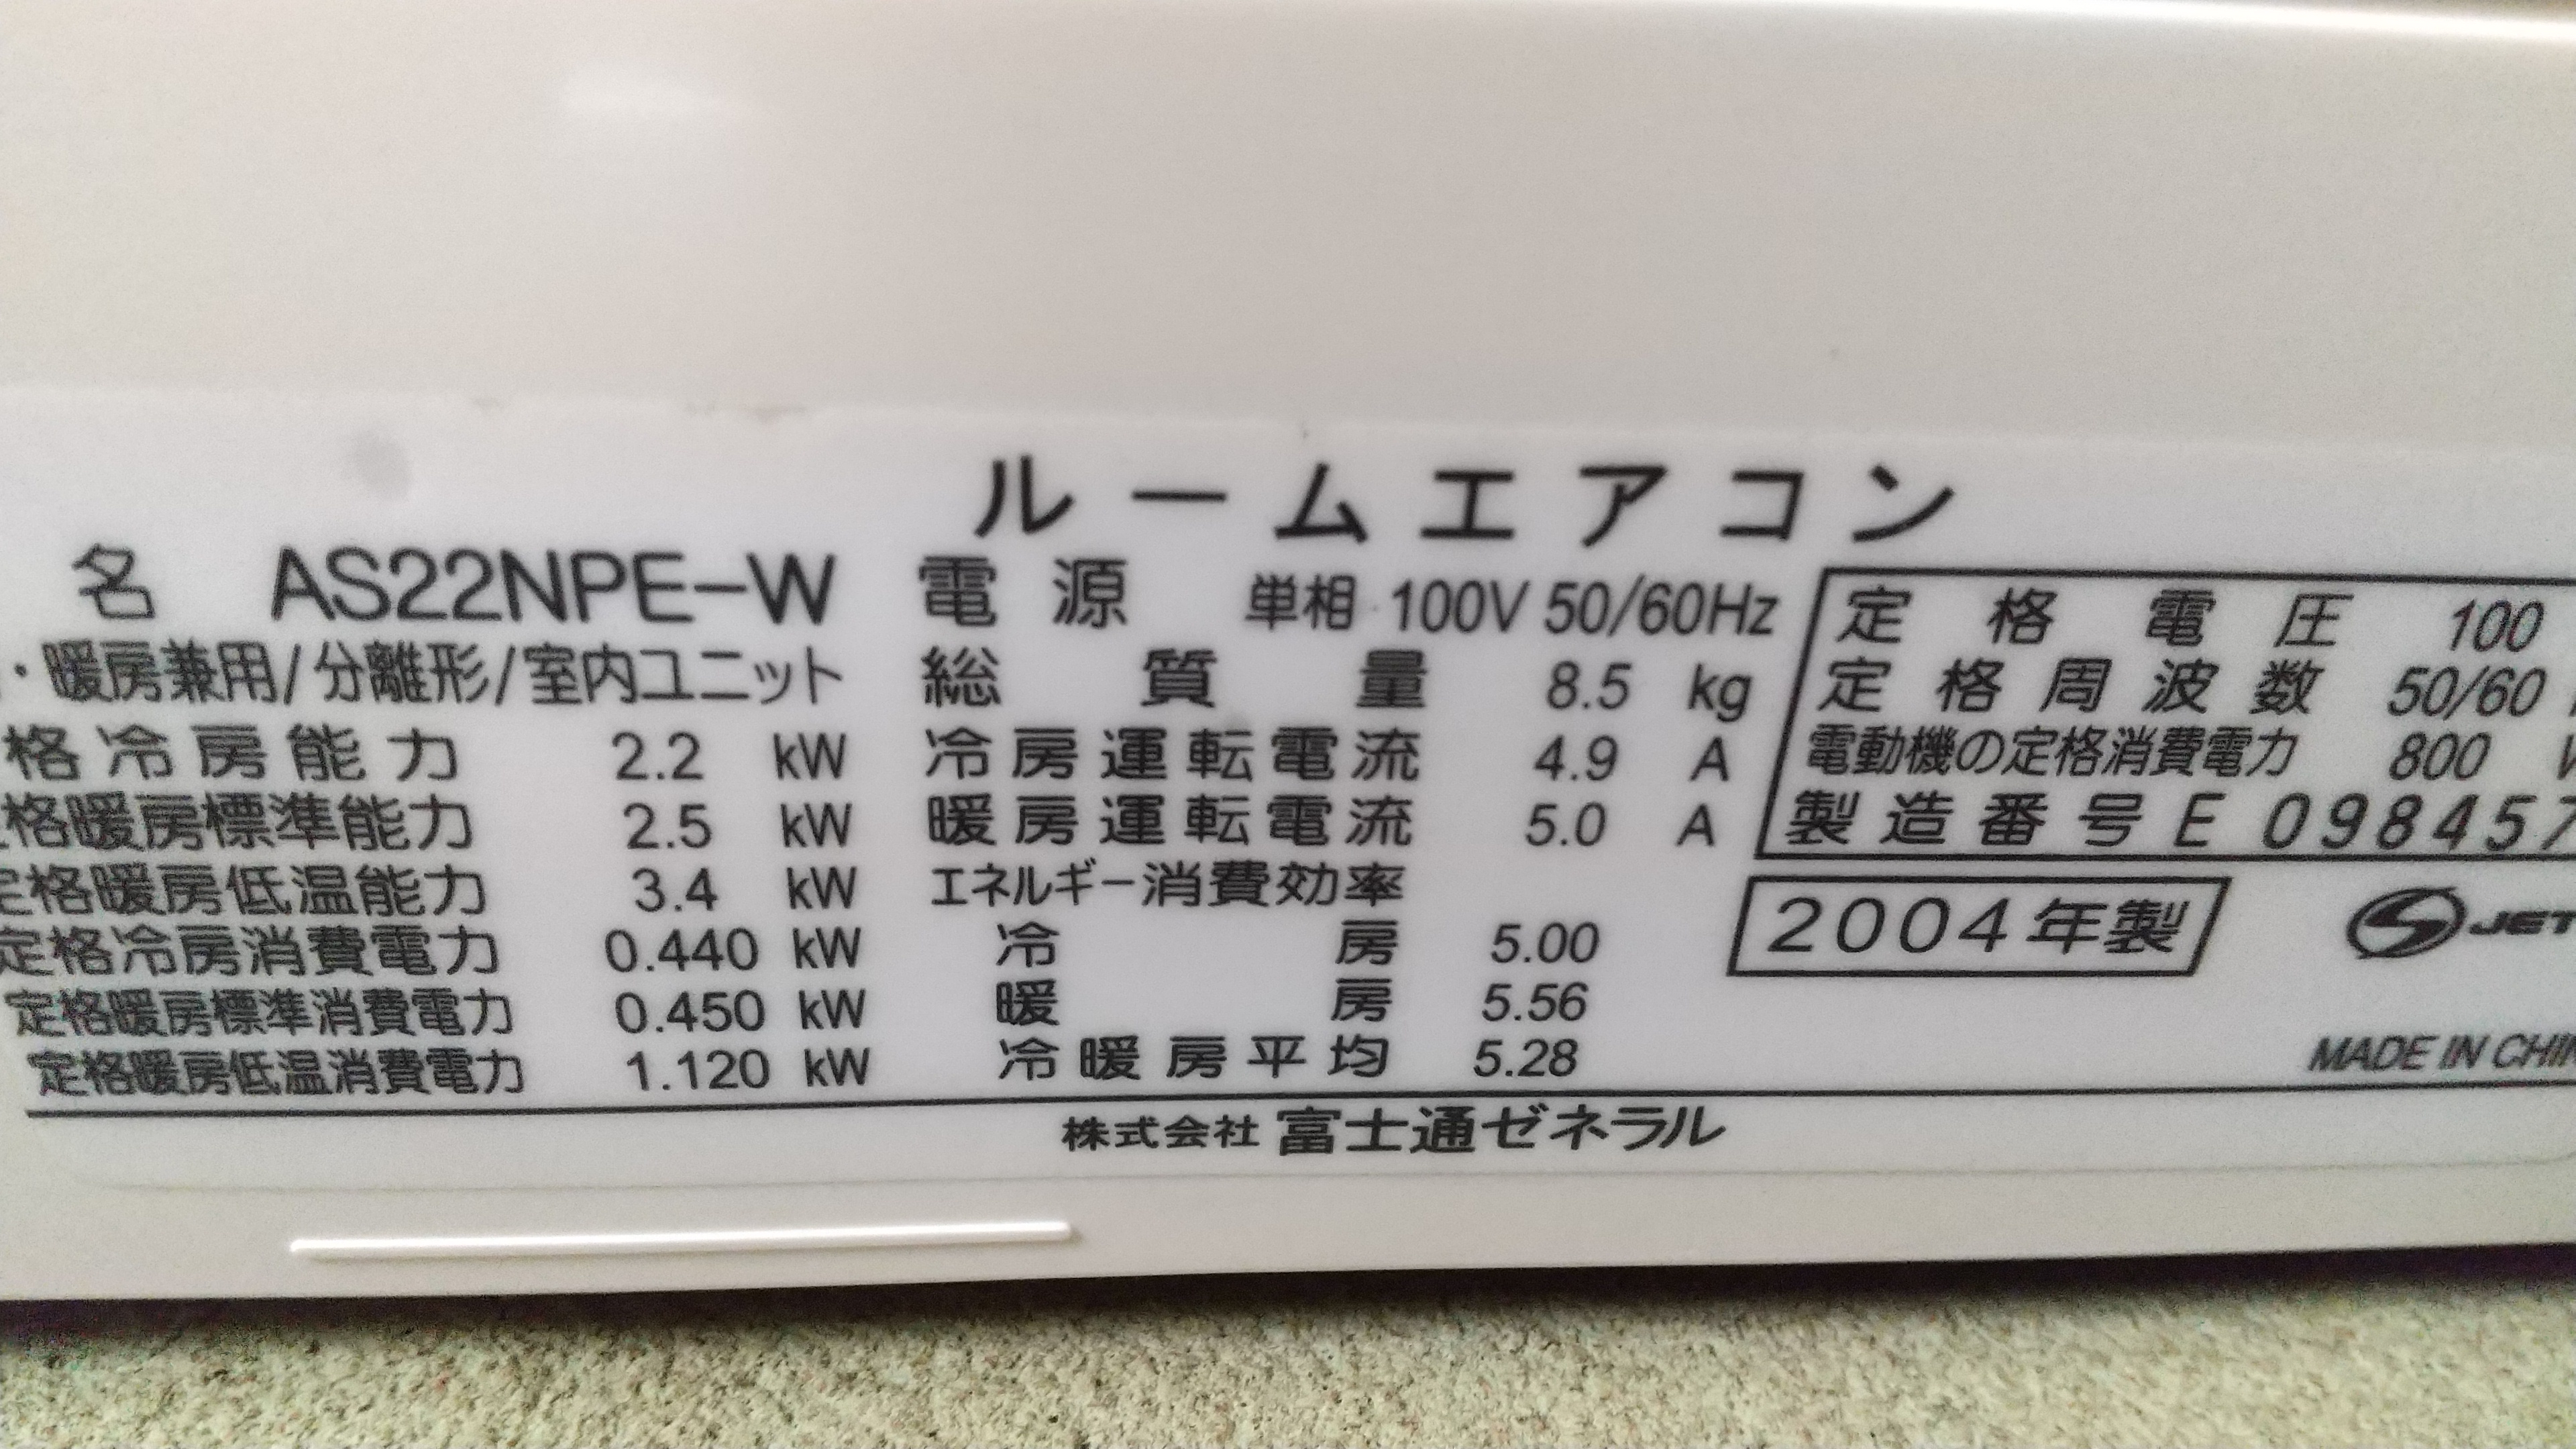 ルームエアコン
名 AS22NPE-W 電源 単相 100V 50/60Hz
・暖房兼用/分離形/室内ユニット 総質量 8.5 kg
格冷房能力 2.2 kW 冷房運転電流 4.9 A
格暖房標準能力 2.5 kW 暖房運転電流 5.0 A
定格暖房低温能力 3.4 kW エネルギー消費効率
定格冷房消費電力 0.440 kW 冷房 5.00
定格暖房標準消費電力 0.450 kW 暖房 5.56
定格暖房低温消費電力 1.120 kW 冷暖房平均 5.28
定格電圧 100
定格周波数 50/60
電動機の定格消費電力 800
製造番号 E 098457
2004年製
JET
MADE IN CHIN
株式会社 富士通ゼネラル